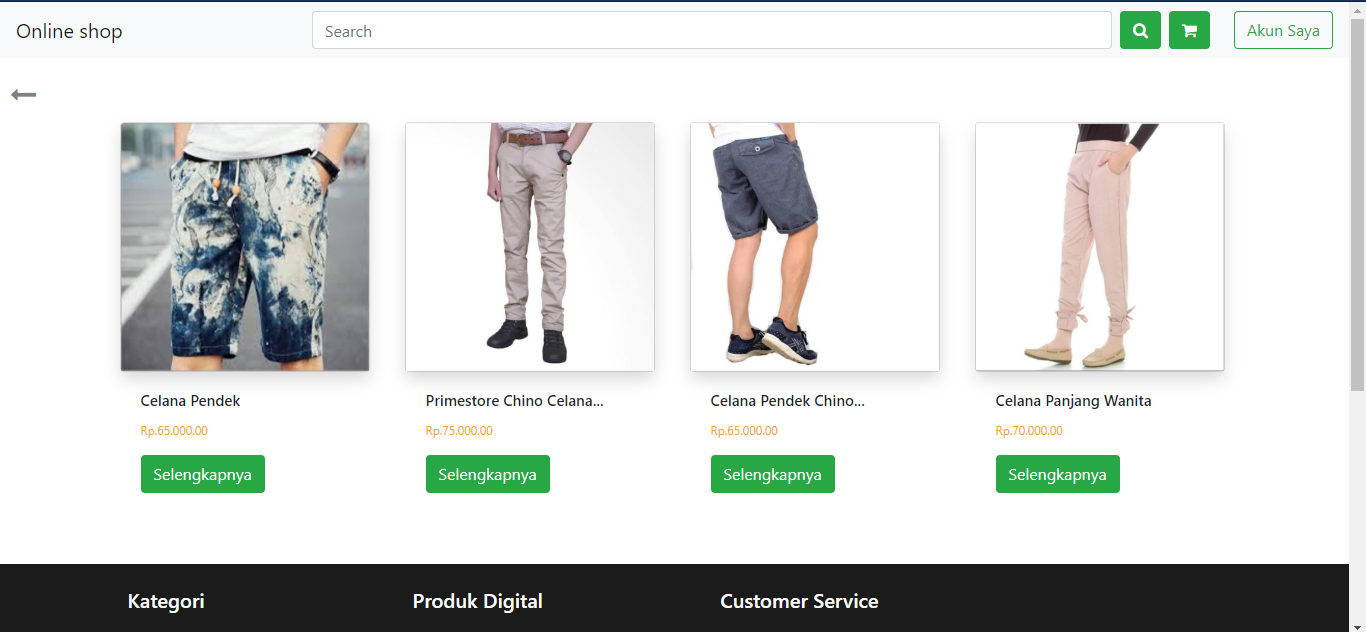 Online shop
Search
Akun Saya
Celana Pendek
Primestore Chino Celana...
Celana Pendek Chino...
Celana Panjang Wanita
Rp.65.000.00
Rp.75.000.00
Rp.65.000.00
Rp.70.000.00
Selengkapnya
Selengkapnya
Selengkapnya
Selengkapnya
Kategori
Produk Digital
Customer Service